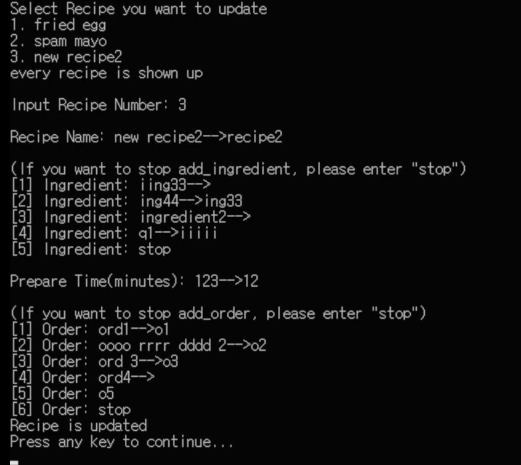 Select Recipe you want to update
1. fried egg
2. spam mayo
3. new recipe2
every recipe is shown up
Input Recipe Number: 3
Recipe Name: new recipe2-->recipe2
(If you want to stop add_ingredient, please enter "stop")
[1] Ingredient: iing33-->
[2] Ingredient: ing44-->ing33
[3] Ingredient: ingredient2-->
[4] Ingredient: q1-->iiiii
[5] Ingredient: stop
Prepare Time(minutes): 123-->12
(If you want to stop add_order, please enter "stop")
[1] Order: ord1-->o1
[2] Order: oooo rrrr dddd 2-->o2
[3] Order: ord 3-->o3
[4] Order: ord4-->
[5] Order: o5
[6] Order: stop
Recipe is updated
Press any key to continue...